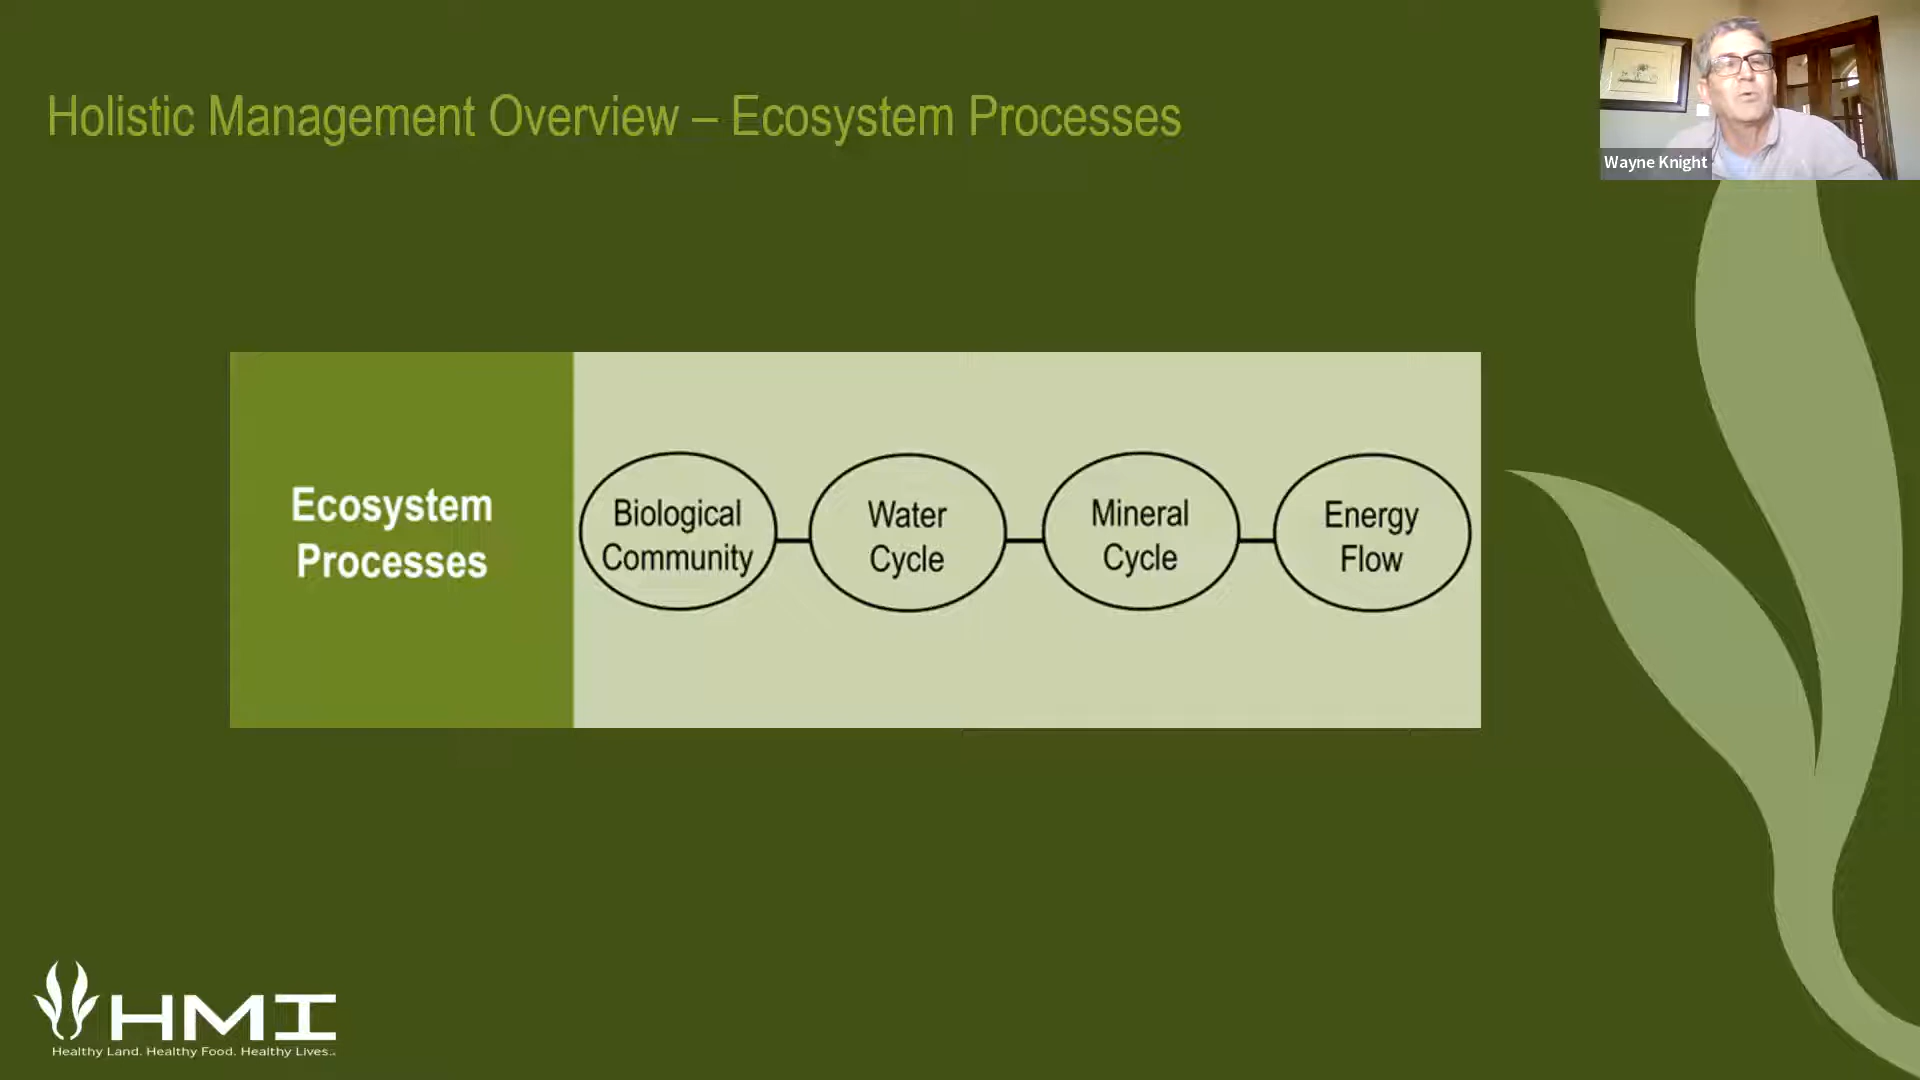 Holistic Management Overview – Ecosystem Processes
Wayne Knight
Ecosystem
Processes
Biological
Community
Water
Cycle
Mineral
Cycle
Energy
Flow
HMI
Healthy Land. Healthy Food. Healthy Lives..